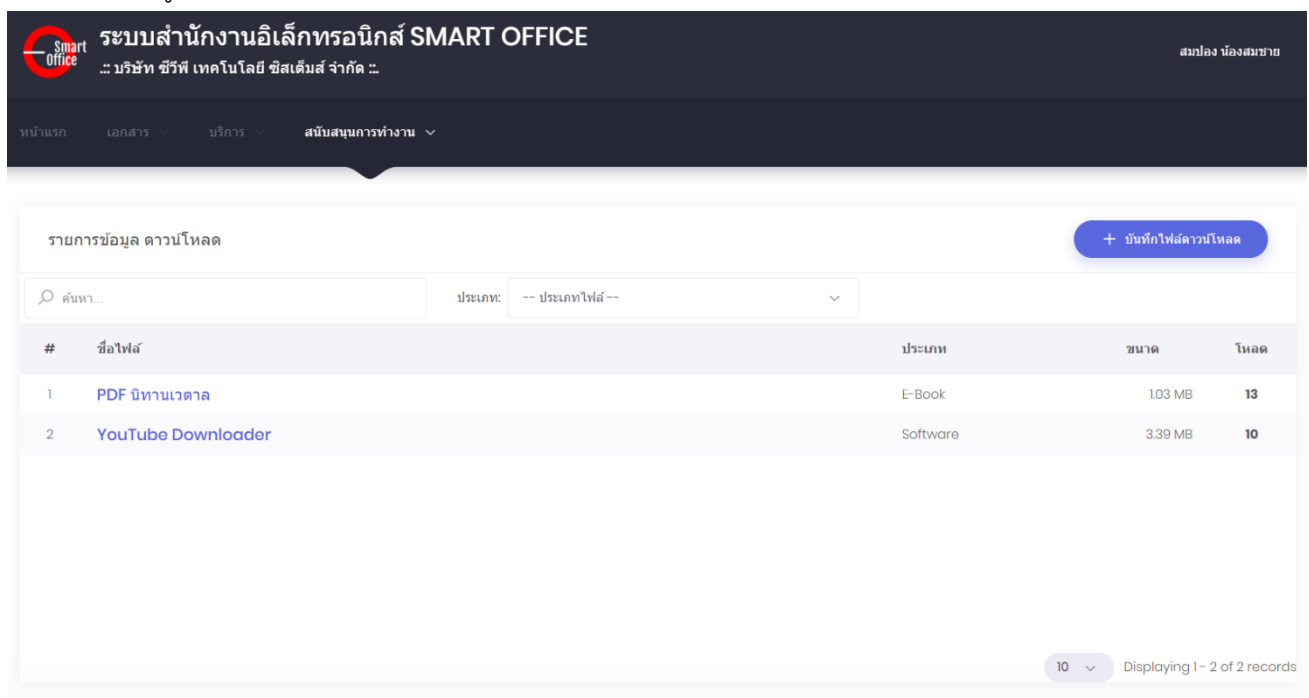 Smart Office
ระบบสำนักงานอิเล็กทรอนิกส์ SMART OFFICE
.:: บริษัท ซีวีพี เทคโนโลยี ซิสเต็มส์ จำกัด ::.
สมปอง น้องสมชาย
หน้าแรก เอกสาร บริการ สนับสนุนการทำงาน
รายการข้อมูล ดาวน์โหลด
+ บันทึกไฟล์ดาวน์โหลด
ค้นหา... ประเภท: -- ประเภทไฟล์ --
# ชื่อไฟล์ ประเภท ขนาด โหลด
1 PDF นิทานเวตาล E-Book 1.03 MB 13
2 YouTube Downloader Software 3.39 MB 10
10 Displaying 1 - 2 of 2 records